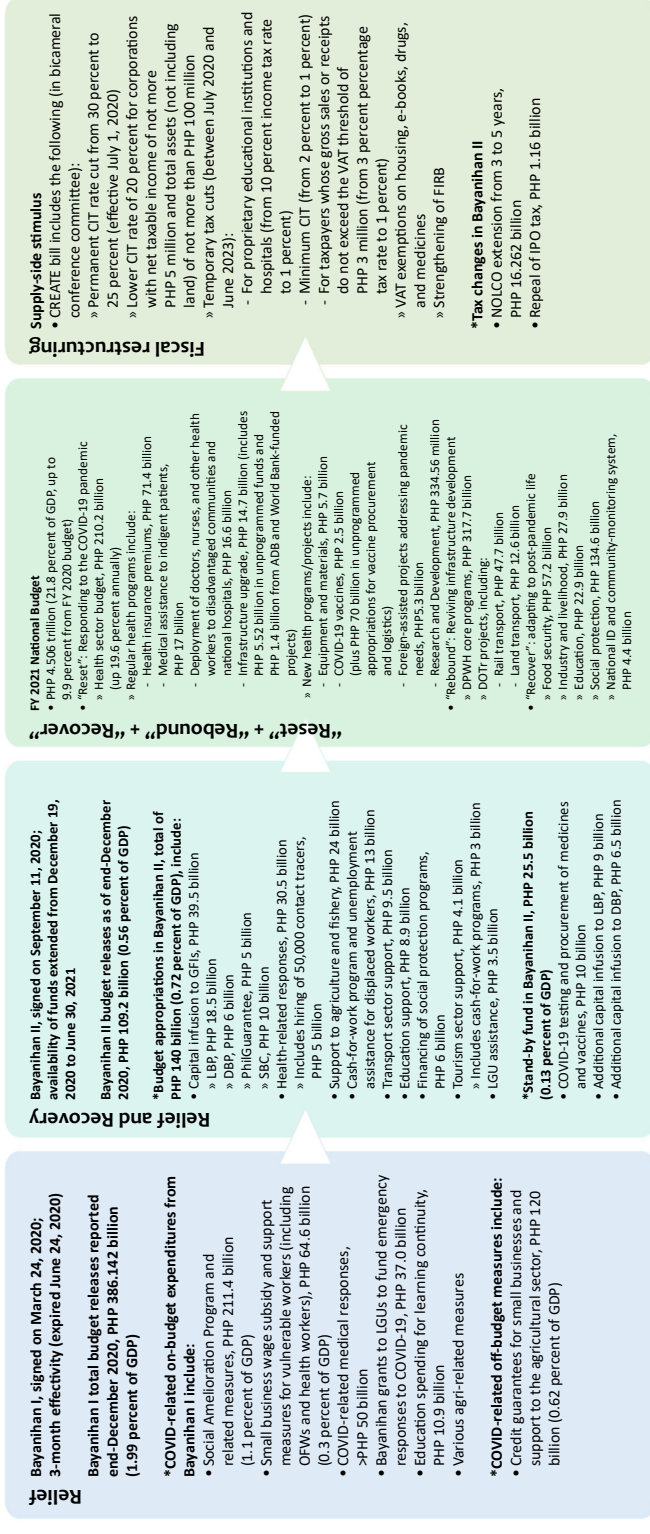 Relief
Bayanihan I, signed on March 24, 2020;
3-month effectivity (expired June 24, 2020)
Bayanihan I total budget releases reported
end-December 2020, PHP 386.142 billion
(1.99 percent of GDP)
*COVID-related on-budget expenditures from
Bayanihan I include:
• Social Amelioration Program and
related measures, PHP 211.4 billion
(1.1 percent of GDP)
• Small business wage subsidy and support
measures for vulnerable workers (including
OFWs and health workers), PHP 64.6 billion
(0.3 percent of GDP)
• COVID-related medical responses,
>PHP 50 billion
• Bayanihan grants to LGUs to fund emergency
responses to COVID-19, PHP 37.0 billion
• Education spending for learning continuity,
PHP 10.9 billion
• Various agri-related measures
*COVID-related off-budget measures include:
• Credit guarantees for small businesses and
support to the agricultural sector, PHP 120
billion (0.62 percent of GDP)
Relief and Recovery
Bayanihan II, signed on September 11, 2020;
availability of funds extended from December 19,
2020 to June 30, 2021
Bayanihan II budget releases as of end-December
2020, PHP 109.2 billion (0.56 percent of GDP)
*Budget appropriations in Bayanihan II, total of
PHP 140 billion (0.72 percent of GDP), include:
• Capital infusion to GFIs, PHP 39.5 billion
» LBP, PHP 18.5 billion
» DBP, PHP 6 billion
» PhilGuarantee, PHP 5 billion
» SBC, PHP 10 billion
• Health-related responses, PHP 30.5 billion
» Includes hiring of 50,000 contact tracers,
PHP 5 billion
• Support to agriculture and fishery, PHP 24 billion
• Cash-for-work program and unemployment
assistance for displaced workers, PHP 13 billion
• Transport sector support, PHP 9.5 billion
• Education support, PHP 8.9 billion
• Financing of social protection programs,
PHP 6 billion
• Tourism sector support, PHP 4.1 billion
» Includes cash-for-work programs, PHP 3 billion
• LGU assistance, PHP 3.5 billion
*Stand-by fund in Bayanihan II, PHP 25.5 billion
(0.13 percent of GDP)
• COVID-19 testing and procurement of medicines
and vaccines, PHP 10 billion
• Additional capital infusion to LBP, PHP 9 billion
• Additional capital infusion to DBP, PHP 6.5 billion
"Reset" + "Rebound" + "Recover"
FY 2021 National Budget
• PHP 4.506 trillion (21.8 percent of GDP, up to
9.9 percent from FY 2020 budget)
• "Reset": Responding to the COVID-19 pandemic
» Health sector budget, PHP 210.2 billion
(up 19.6 percent annually)
» Regular health programs include:
- Health insurance premiums, PHP 71.4 billion
- Medical assistance to indigent patients,
PHP 17 billion
- Deployment of doctors, nurses, and other health
workers to disadvantaged communities and
national hospitals, PHP 16.6 billion
- Infrastructure upgrade, PHP 14.7 billion (includes
PHP 5.52 billion in unprogrammed funds and
PHP 1.4 billion from ADB and World Bank-funded
projects)
» New health programs/projects include:
- Equipment and materials, PHP 5.7 billion
- COVID-19 vaccines, PHP 2.5 billion
(plus PHP 70 billion in unprogrammed
appropriations for vaccine procurement
and logistics)
- Foreign-assisted projects addressing pandemic
needs, PHP5.3 billion
- Research and Development, PHP 334.56 million
• "Rebound": Reviving infrastructure development
» DPWH core programs, PHP 317.7 billion
» DOTr projects, including:
- Rail transport, PHP 47.7 billion
- Land transport, PHP 12.6 billion
• "Recover": adapting to post-pandemic life
» Food security, PHP 57.2 billion
» Industry and livelihood, PHP 27.9 billion
» Education, PHP 22.9 billion
» Social protection, PHP 134.6 billion
» National ID and community-monitoring system,
PHP 4.4 billion
Fiscal restructuring
Supply-side stimulus
• CREATE bill includes the following (in bicameral
conference committee):
» Permanent CIT rate cut from 30 percent to
25 percent (effective July 1, 2020)
» Lower CIT rate of 20 percent for corporations
with net taxable income of not more
PHP 5 million and total assets (not including
land) of not more than PHP 100 million
» Temporary tax cuts (between July 2020 and
June 2023):
- For proprietary educational institutions and
hospitals (from 10 percent income tax rate
to 1 percent)
- Minimum CIT (from 2 percent to 1 percent)
- For taxpayers whose gross sales or receipts
do not exceed the VAT threshold of
PHP 3 million (from 3 percent percentage
tax rate to 1 percent)
» VAT exemptions on housing, e-books, drugs,
and medicines
» Strengthening of FIRB
*Tax changes in Bayanihan II
• NOLCO extension from 3 to 5 years,
PHP 16.262 billion
• Repeal of IPO tax, PHP 1.16 billion